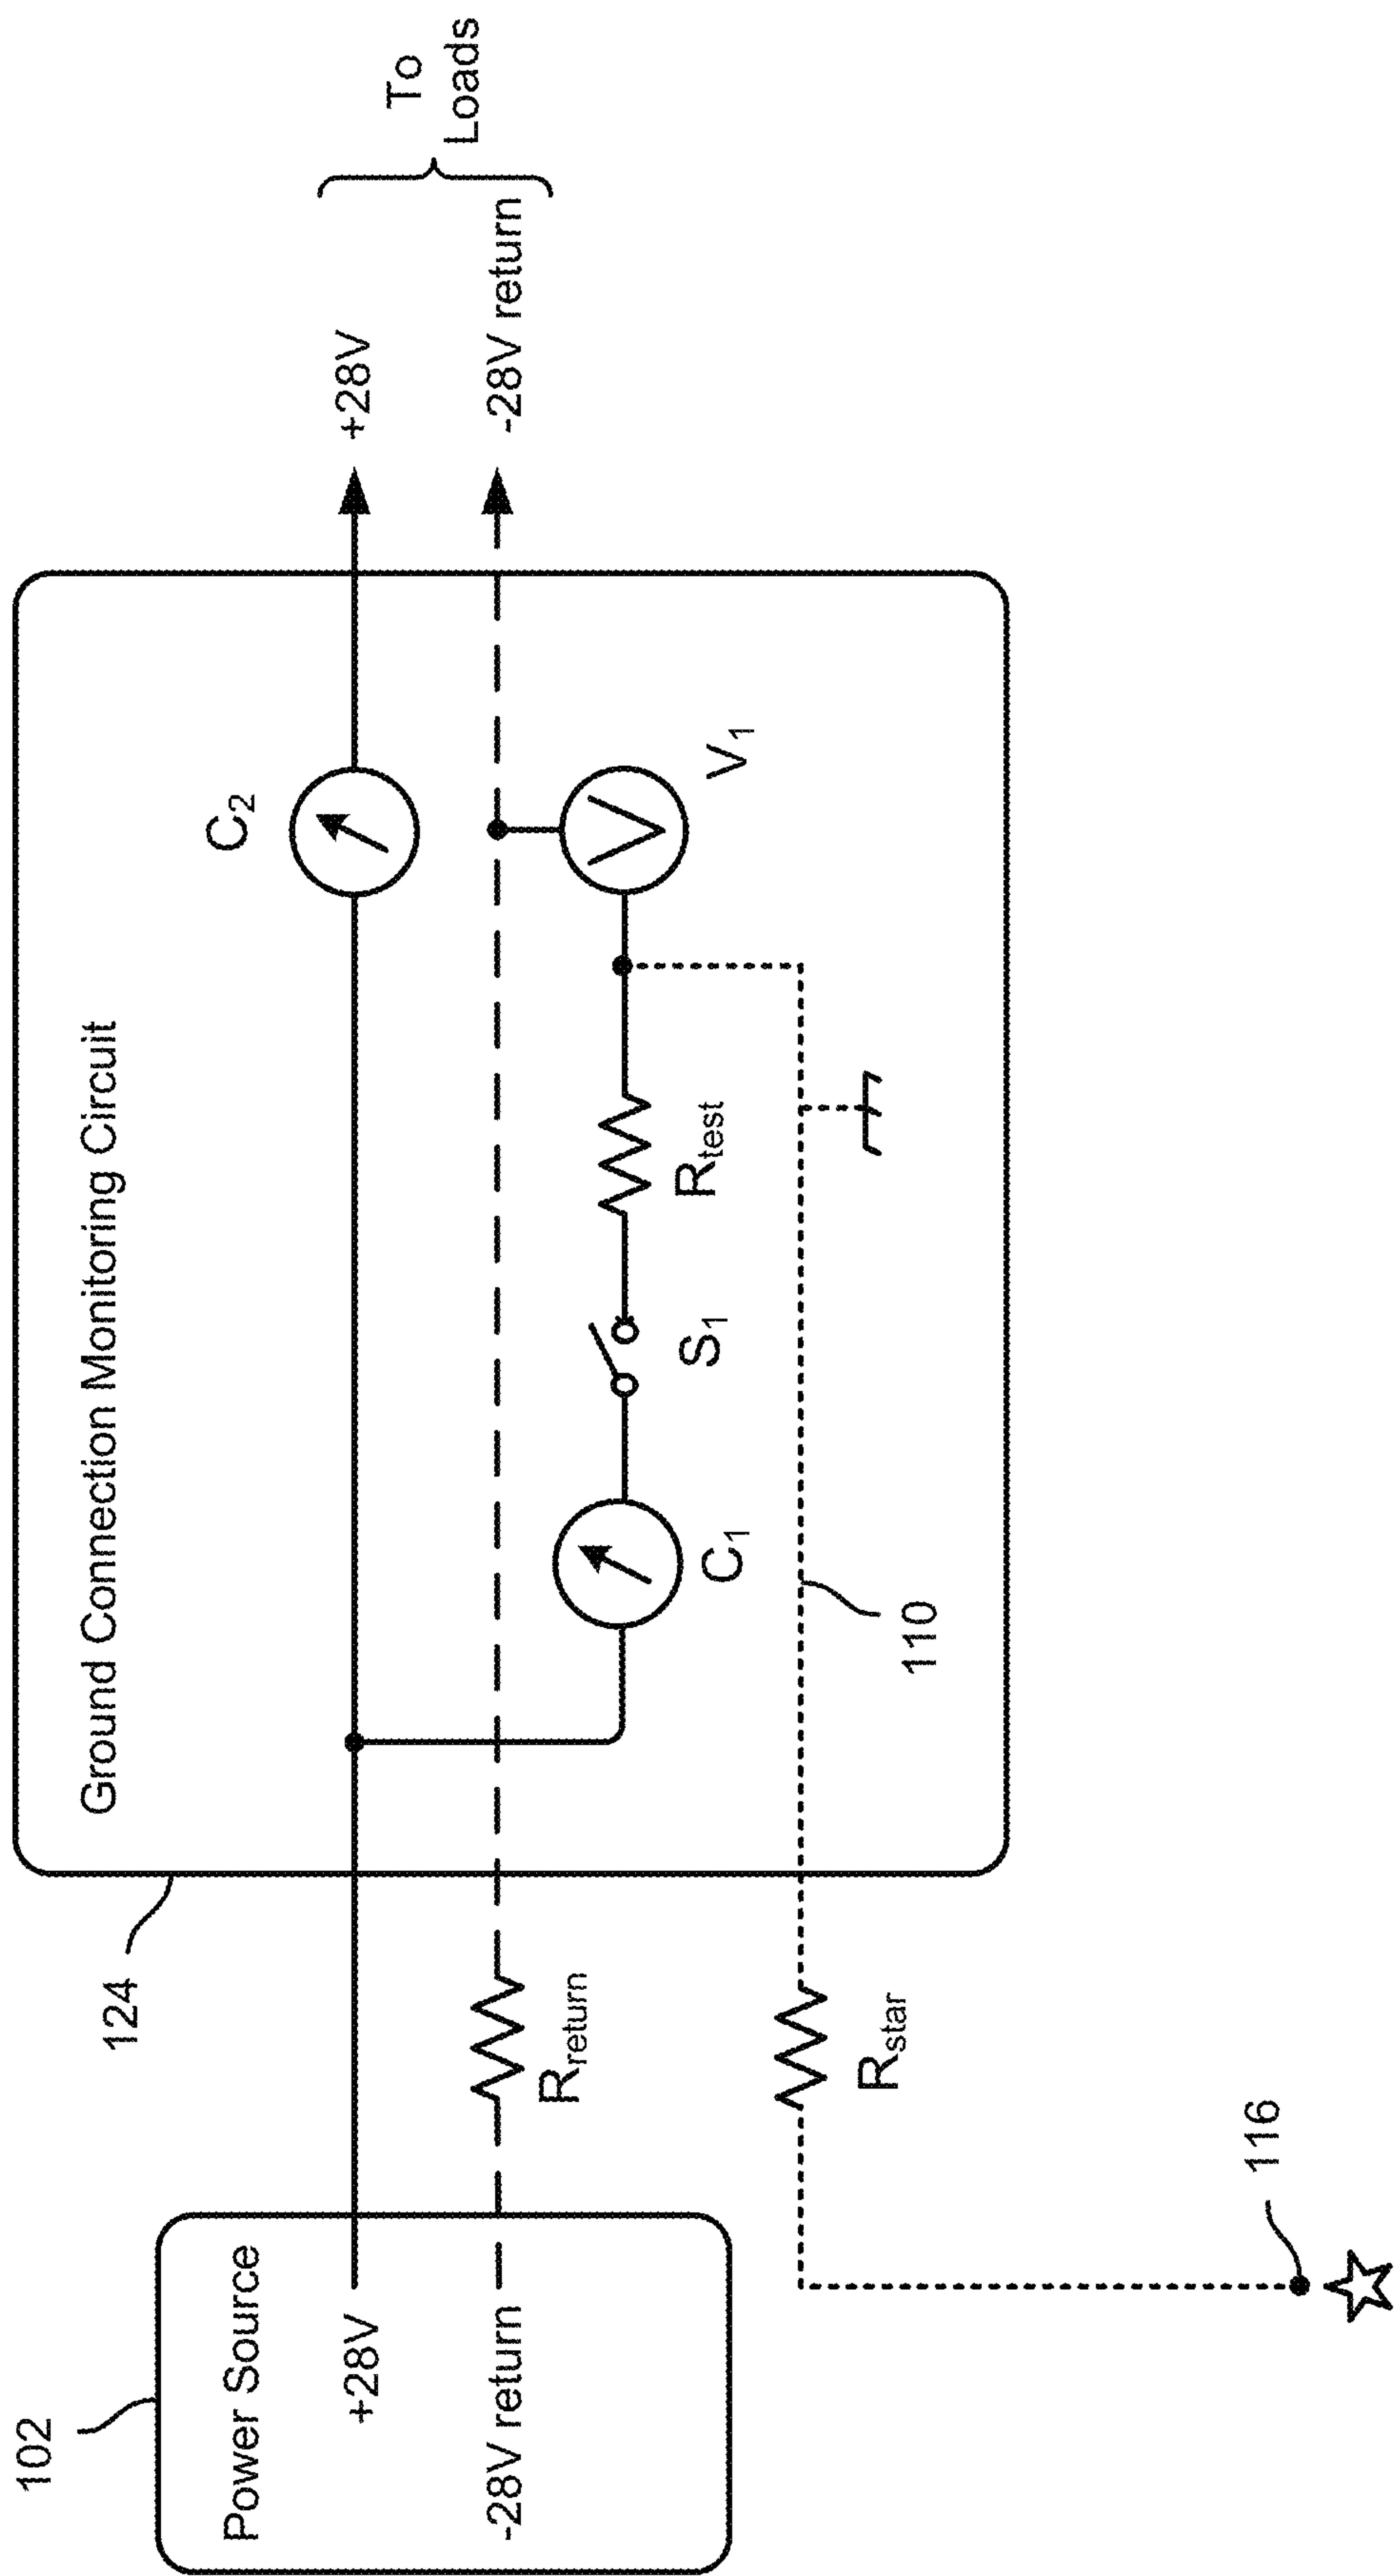 Ground Connection Monitoring Circuit
124
102
Power Source
+28V
-28V return
C2
+28V
-28V return
To
Loads
Rreturn
C1
S1
Rtest
V1
110
Rstar
116